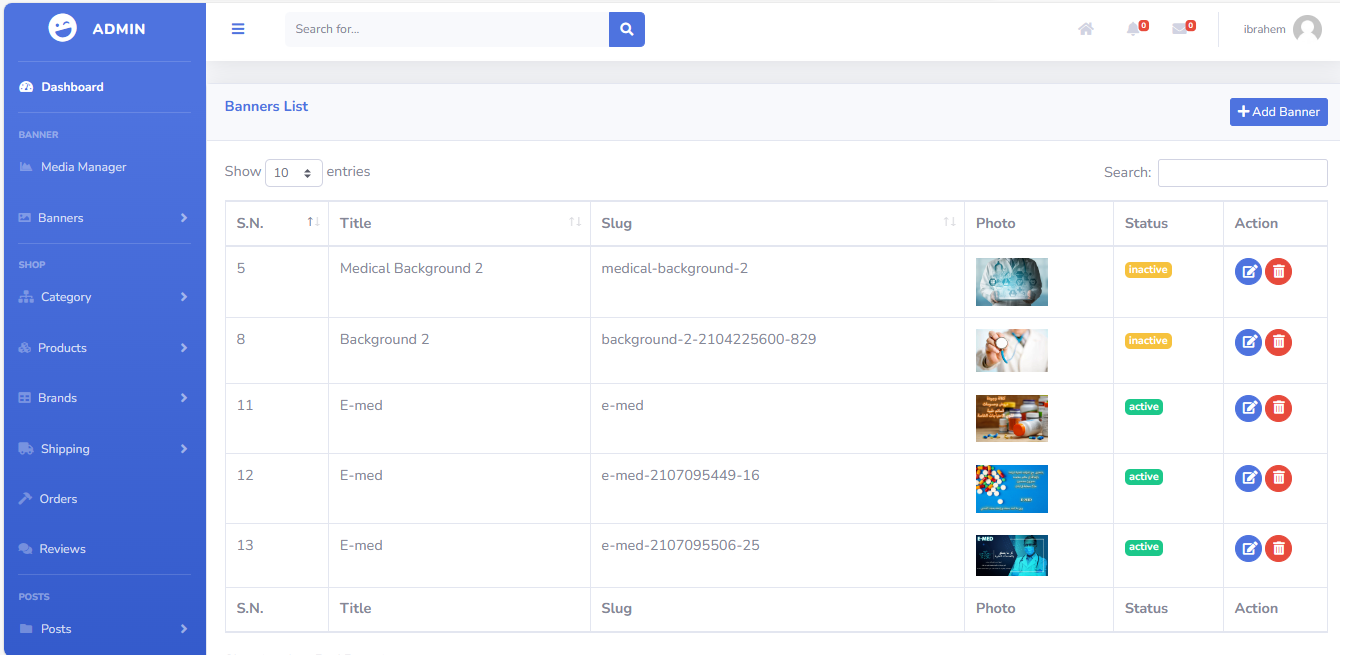 ADMIN
Search for...
0
0
ibrahem
Dashboard
Banners List
Add Banner
BANNER
Media Manager
Show 10 entries
Search:
Banners
S.N. Title Slug Photo Status Action
SHOP
5 Medical Background 2 medical-background-2 inactive
Category
8 Background 2 background-2-2104225600-829 inactive
Products
Brands
11 E-med e-med active
Shipping
12 E-med e-med-2107095449-16 active
Orders
13 E-med e-med-2107095506-25 E-MED active
Reviews
POSTS
S.N. Title Slug Photo Status Action
Posts